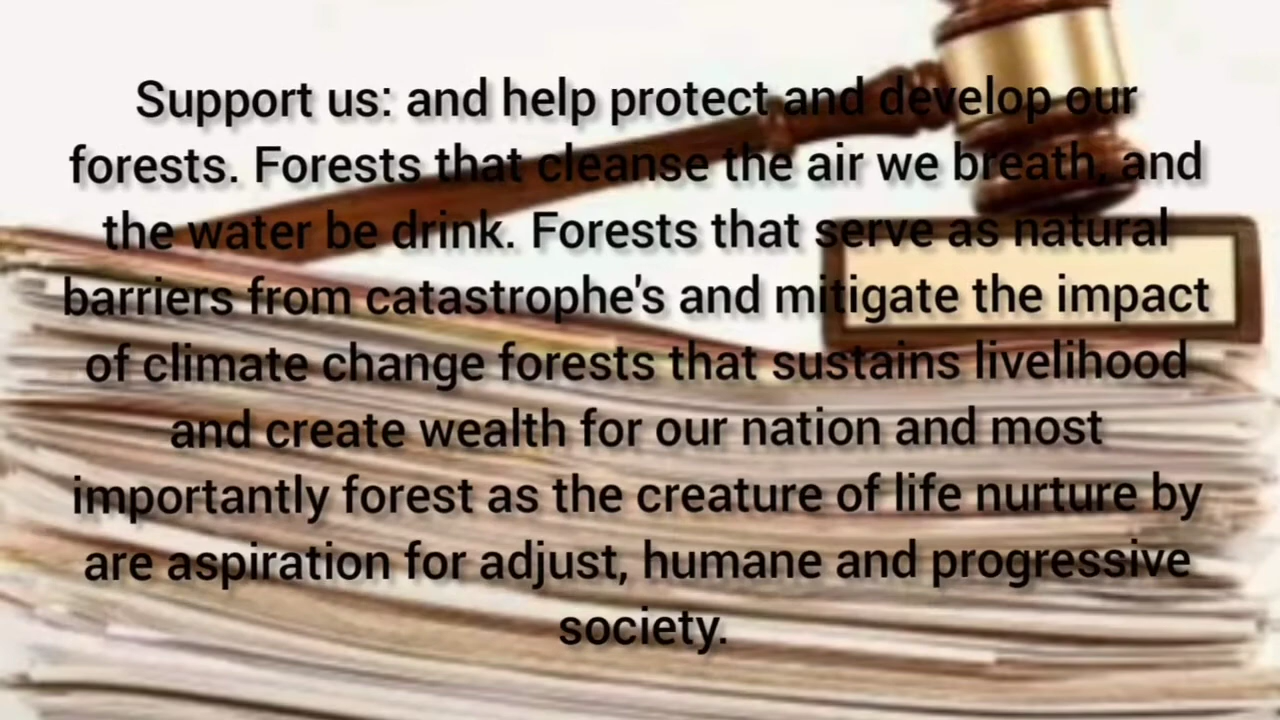 Support us: and help protect and develop our
forests. Forests that cleanse the air we breath, and
the water be drink. Forests that serve as natural
barriers from catastrophe's and mitigate the impact
of climate change forests that sustains livelihood
and create wealth for our nation and most
importantly forest as the creature of life nurture by
are aspiration for adjust, humane and progressive
society.